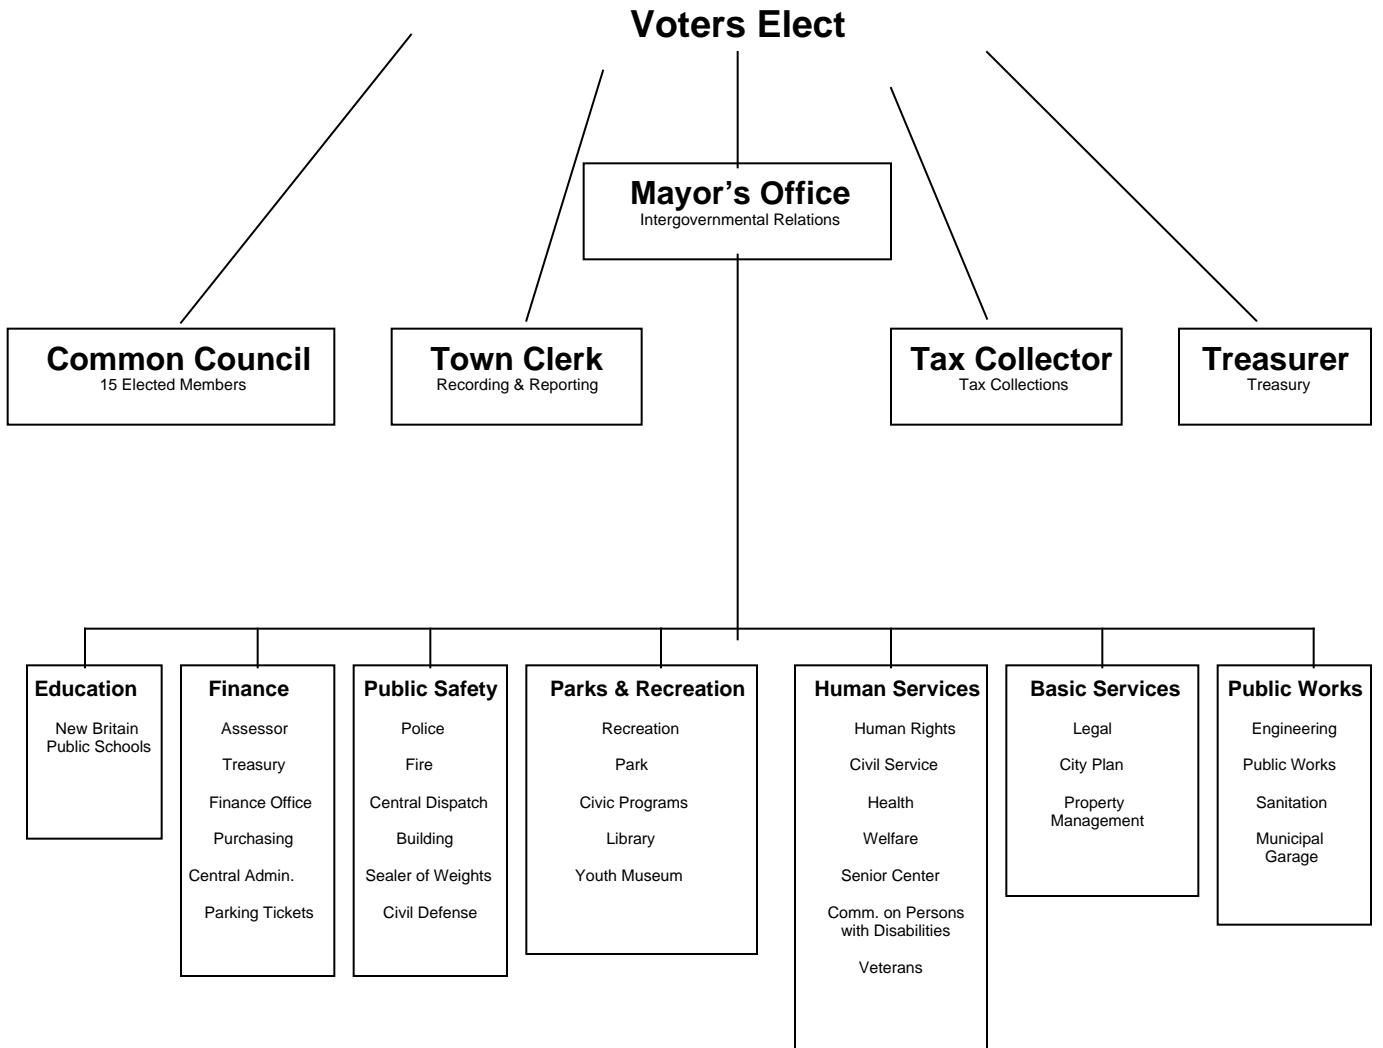 Voters Elect
Mayor’s Office
Intergovernmental Relations
Common Council
15 Elected Members
Town Clerk
Recording & Reporting
Tax Collector
Tax Collections
Treasurer
Treasury
Education
New Britain
Public Schools
Finance
Assessor
Treasury
Finance Office
Purchasing
Central Admin.
Parking Tickets
Public Safety
Police
Fire
Central Dispatch
Building
Sealer of Weights
Civil Defense
Parks & Recreation
Recreation
Park
Civic Programs
Library
Youth Museum
Human Services
Human Rights
Civil Service
Health
Welfare
Senior Center
Comm. on Persons
with Disabilities
Veterans
Basic Services
Legal
City Plan
Property
Management
Public Works
Engineering
Public Works
Sanitation
Municipal
Garage